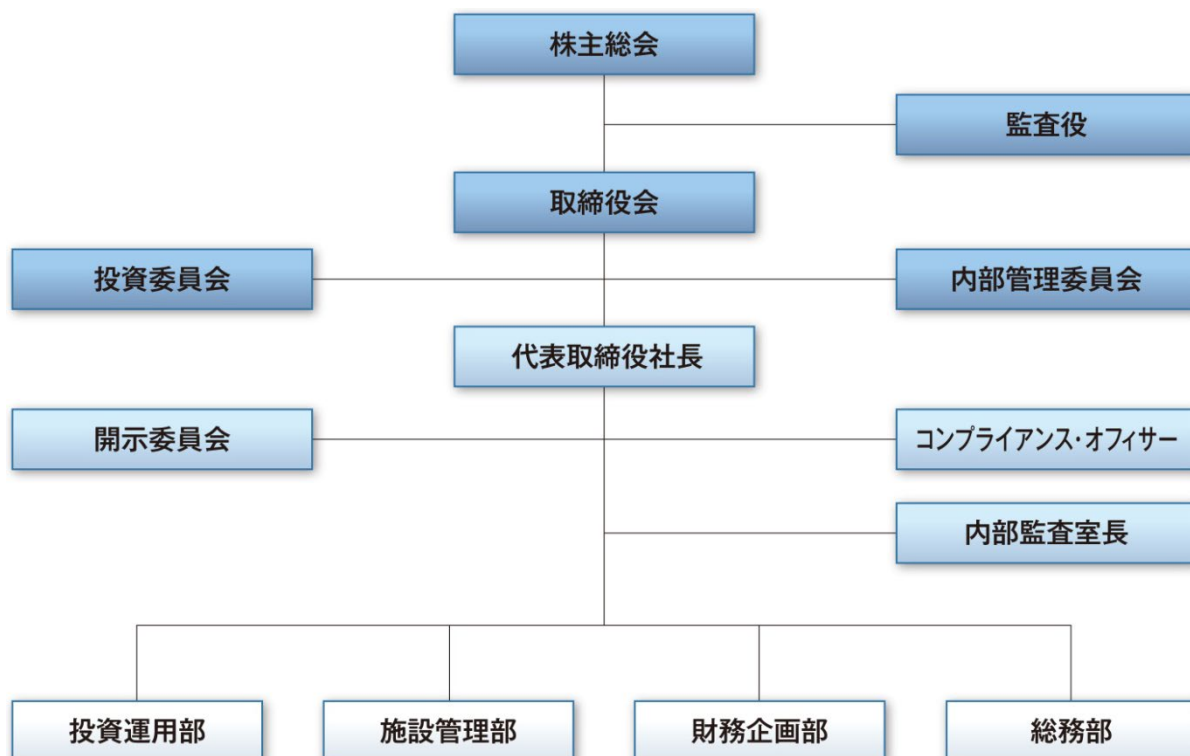 株主総会
監査役
取締役会
投資委員会
内部管理委員会
代表取締役社長
開示委員会
コンプライアンス・オフィサー
内部監査室長
投資運用部
施設管理部
財務企画部
総務部